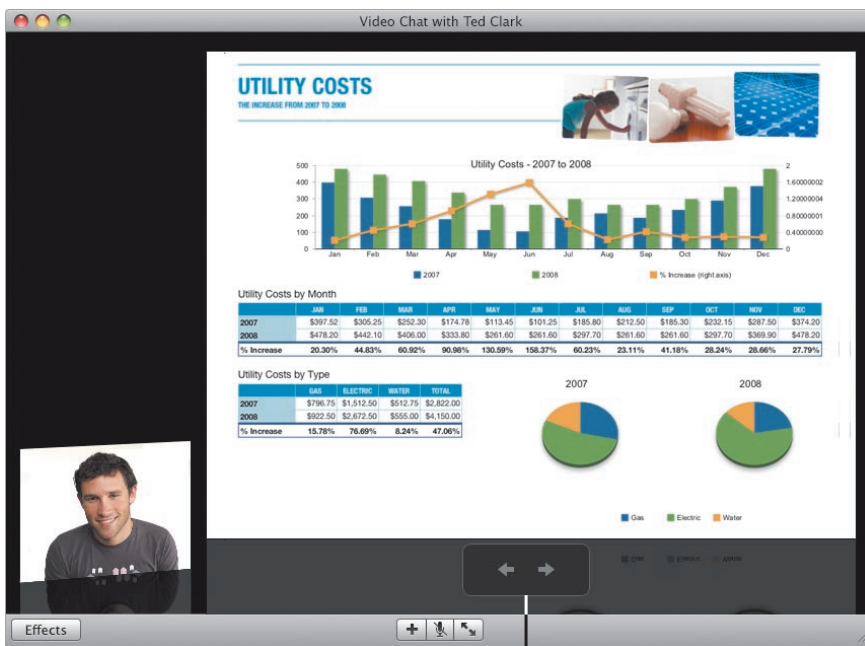 Video Chat with Ted Clark
UTILITY COSTS
THE INCREASE FROM 2007 TO 2008
Utility Costs - 2007 to 2008
500 2
400 1.60000002
300 1.20000004
200 0.80000001
100 0.40000000
0 0
Jan Feb Mar Apr May Jun Jul Aug Sep Oct Nov Dec
2007 2008 % Increase (right axis)
Utility Costs by Month
JAN FEB MAR APR MAY JUN JUL AUG SEP OCT NOV DEC
2007 $397.52 $305.25 $252.30 $174.78 $113.45 $101.25 $185.80 $212.50 $185.30 $232.15 $287.50 $374.20
2008 $478.20 $442.10 $406.00 $333.80 $261.60 $261.60 $297.70 $261.60 $261.60 $297.70 $369.90 $478.20
% Increase 20.30% 44.83% 60.92% 90.98% 130.59% 158.37% 60.23% 23.11% 41.18% 28.24% 28.66% 27.79%
Utility Costs by Type
GAS ELECTRIC WATER TOTAL
2007 $796.75 $1,512.50 $512.75 $2,822.00
2008 $922.50 $2,672.50 $555.00 $4,150.00
% Increase 15.78% 76.69% 8.24% 47.06%
2007 2008
Gas Electric Water
Effects